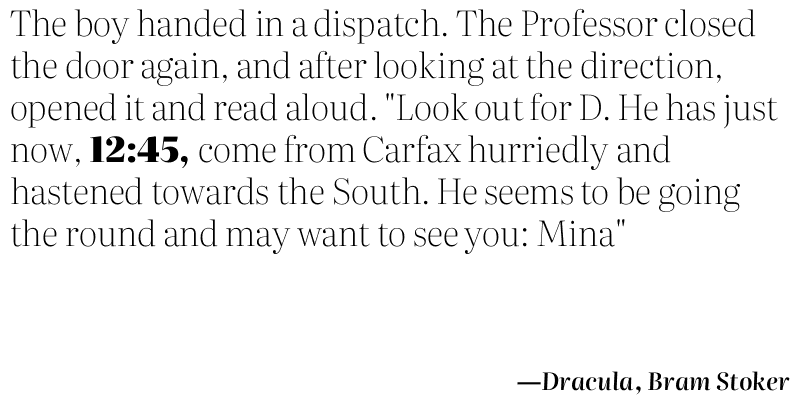 The boy handed in a dispatch. The Professor closed
the door again, and after looking at the direction,
opened it and read aloud. "Look out for D. He has just
now, 12:45, come from Carfax hurriedly and
hastened towards the South. He seems to be going
the round and may want to see you: Mina"
—Dracula, Bram Stoker